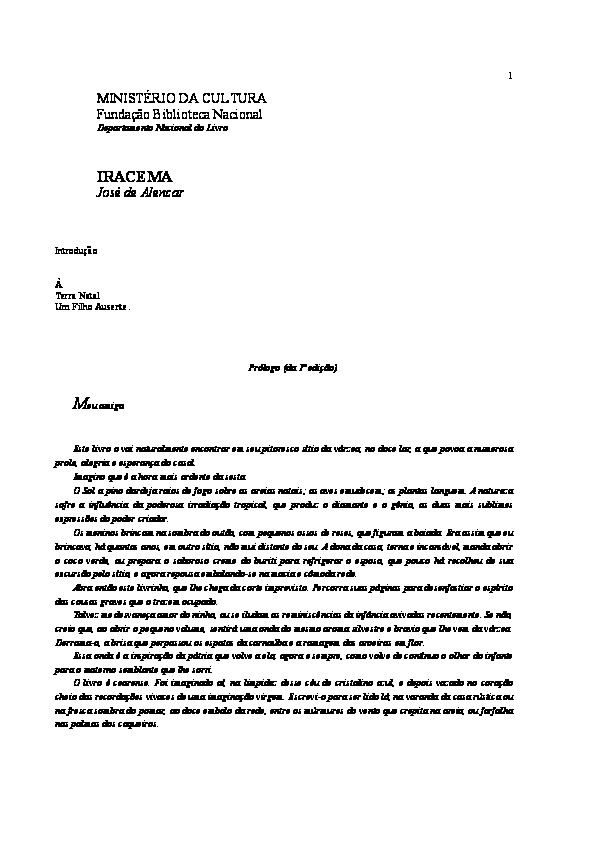 1
MINISTÉRIO DA CULTURA
Fundação Biblioteca Nacional
Departamento Nacional do Livro
IRACEMA
José de Alencar
Introdução
À
Terra Natal
Um Filho Ausente.
Prólogo (da 1ª edição)
Meu amigo
Este livro o vai naturalmente encontrar em seu pitoresco sítio da várzea, no doce lar, a que povoa a numerosa
prole, alegria e esperança do casal.
Imagino que é a hora mais ardente da sesta.
O Sol a pino dardeja raios de fogo sobre as areias natais; as aves emudecem; as plantas languem. A natureza
sofre a influência da poderosa irradiação tropical, que produz o diamante e o gênio, as duas mais sublimes
expressões do poder criador.
Os meninos brincam na sombra do outão, com pequenos ossos de reses, que figuram a boiada. Era assim que eu
brincava, há quantos anos, em outro sítio, não mui distante do seu. A dona da casa, terna e incansável, manda abrir
o coco verde, ou prepara o saboroso creme do buriti para refrigerar o esposo, que pouco há recolheu de sua
excursão pelo sítio, e agora repousa embalando-se na macia e cômoda rede.
Abra então este livrinho, que lhe chega da corte imprevisto. Percorra suas páginas para desenfastiar o espírito
das cousas graves que o trazem ocupado.
Talvez me desvaneça amor do ninho, ou se iludam as reminiscências da infância avivadas recentemente. Se não,
creio que, ao abrir o pequeno volume, sentirá uma onda do mesmo aroma silvestre e bravio que lhe vem da várzea.
Derrama-o, a brisa que perpassou os espatos da carnaúba e a ramagem das aroeiras em flor.
Essa onda é a inspiração da pátria que volve a ela, agora e sempre, como volve de contínuo o olhar do infante
para o materno semblante que lhe sorri.
O livro é cearense. Foi imaginado aí, na limpidez desse céu de cristalino azul, e depois vazado no coração
cheio das recordações vivaces de uma imaginação virgem. Escrevi-o para ser lido lá, na varanda da casa rústica ou
na fresca sombra do pomar, ao doce embalo da rede, entre os múrmures do vento que crepita na areia, ou farfalha
nas palmas dos coqueiros.